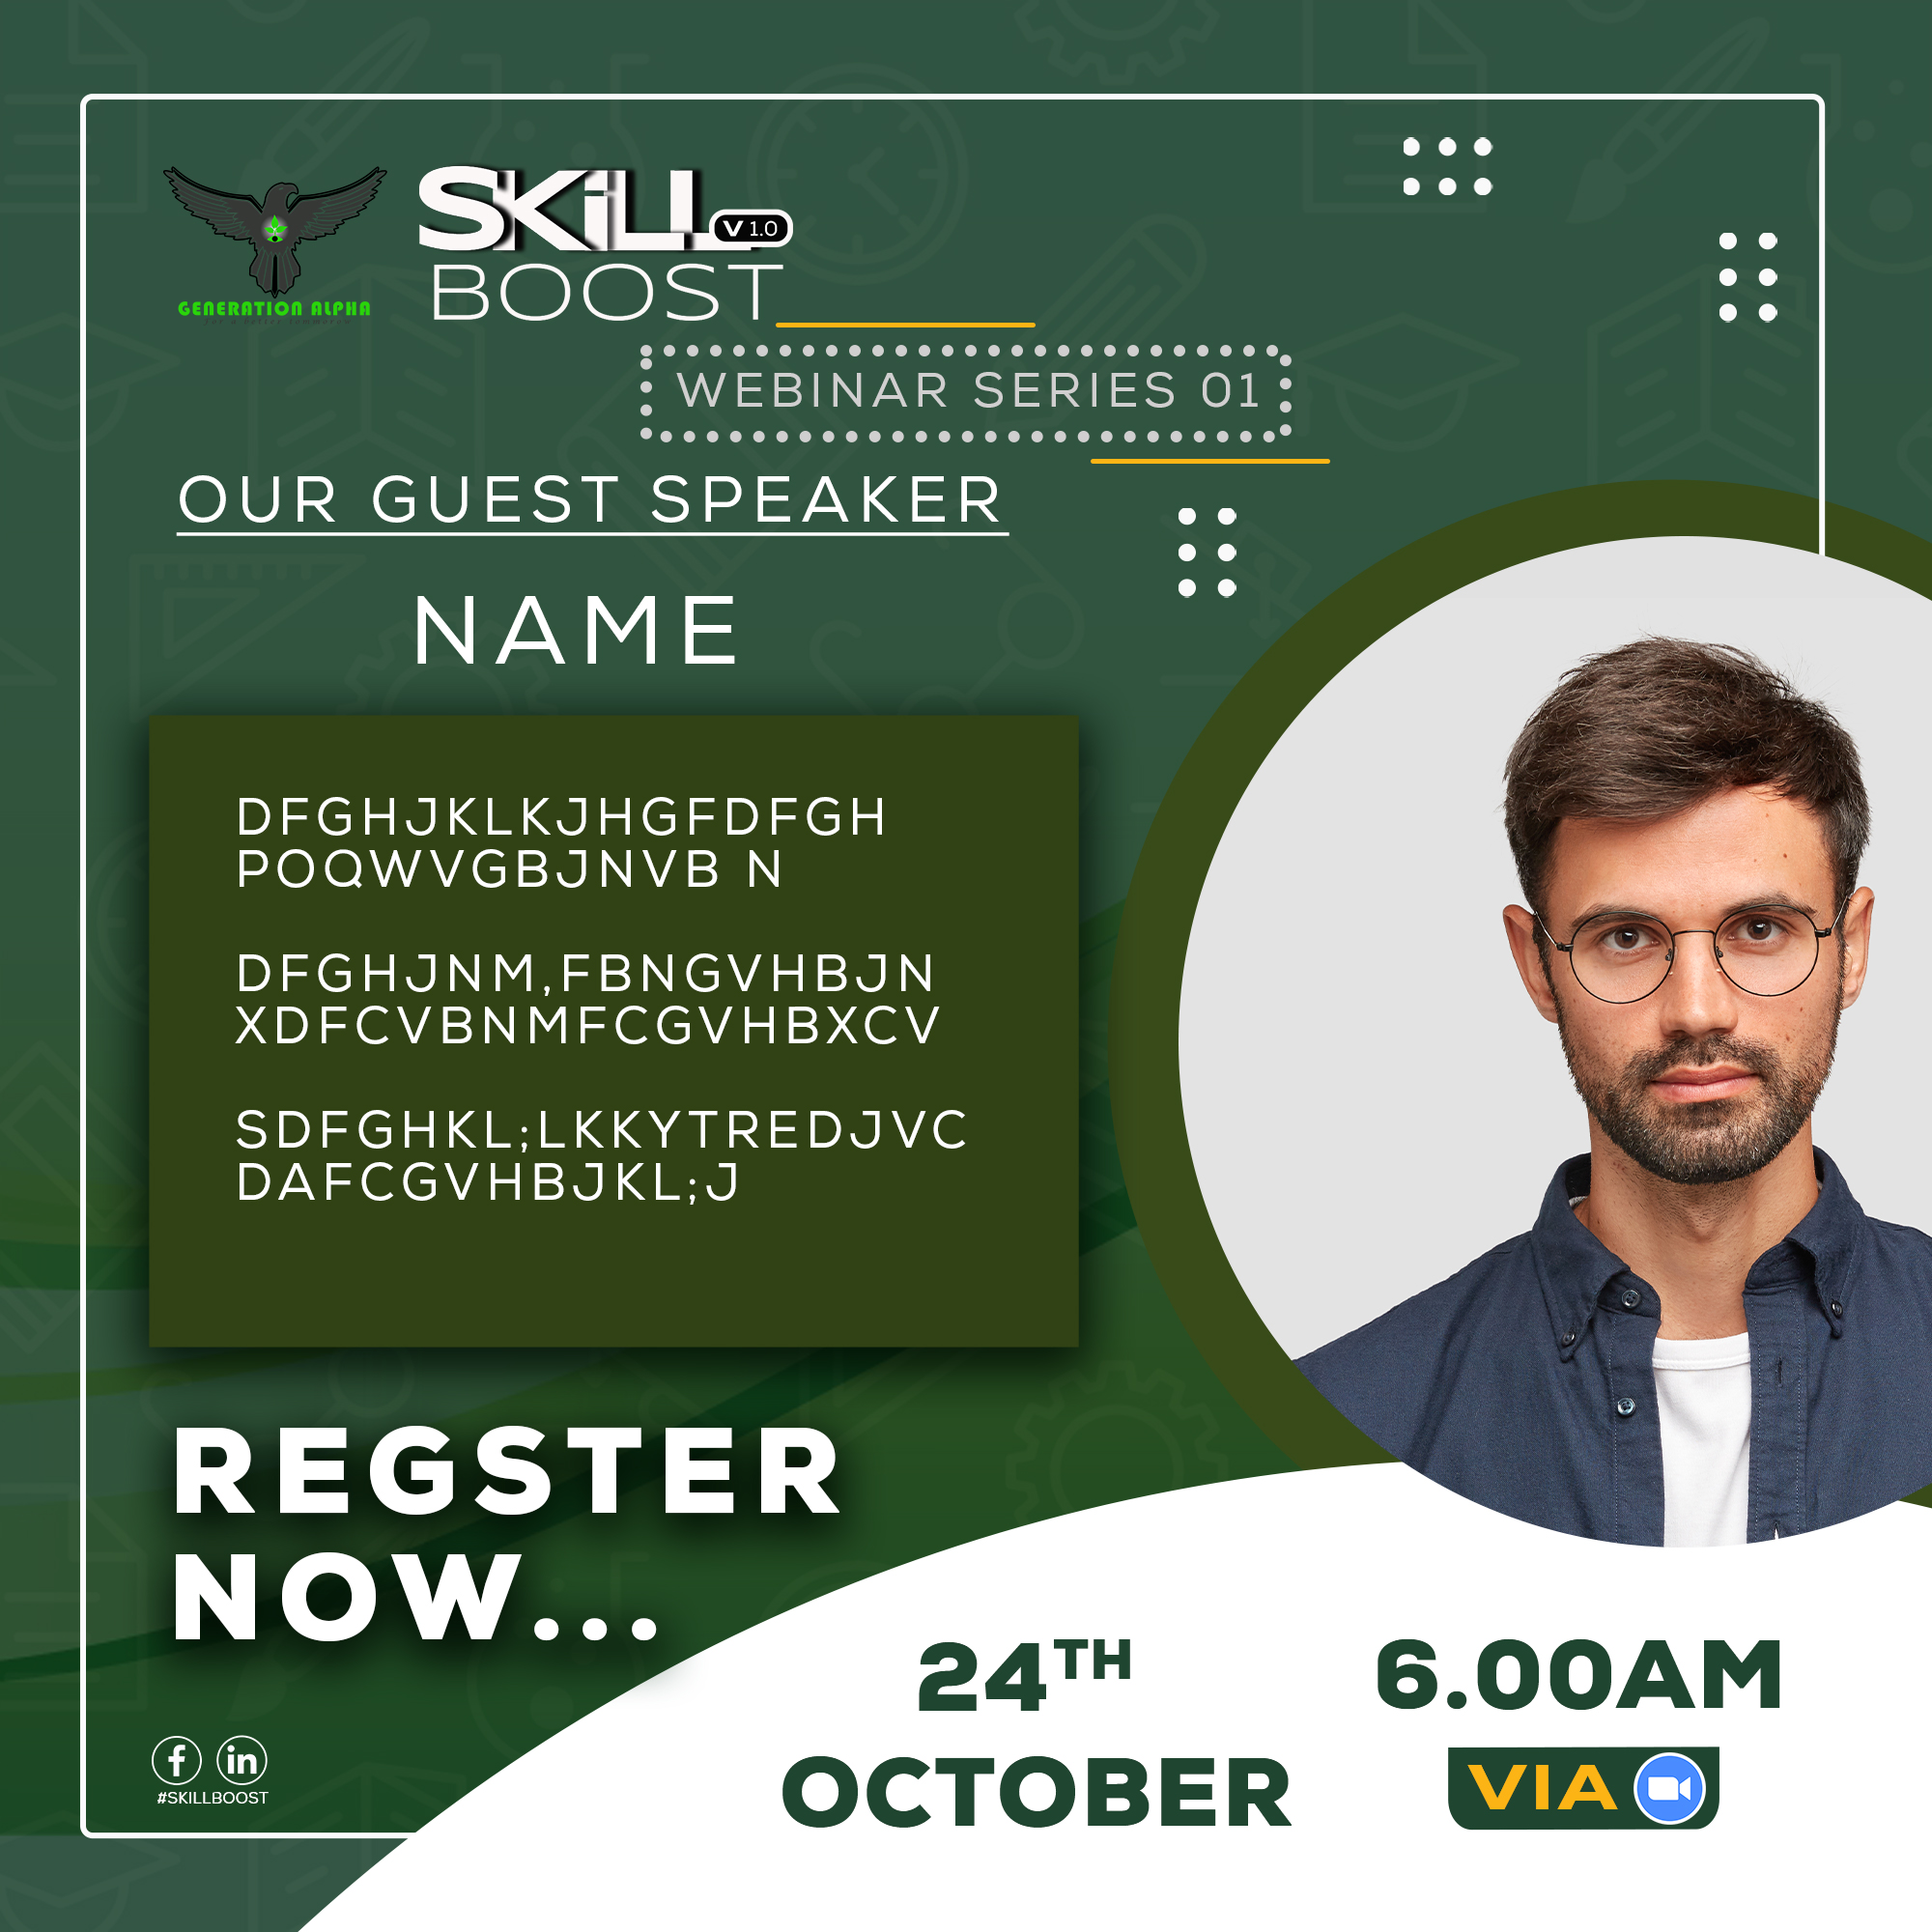 SKiLL
V 1.0
BOOST
GENERATION ALPHA
WEBINAR SERIES 01
OUR GUEST SPEAKER
NAME
DFGHJKLKJHGFDFGH
POQWVGBJNVB N
DFGHJNM,FBNGVHBJN
XDFCVBNMFCGVHBXCV
SDFGHKL;LKKYTREDJVC
DAFCGVHBJKL;J
REGSTER
NOW...
24TH
OCTOBER
6.00AM
VIA
f in
#SKILLBOOST